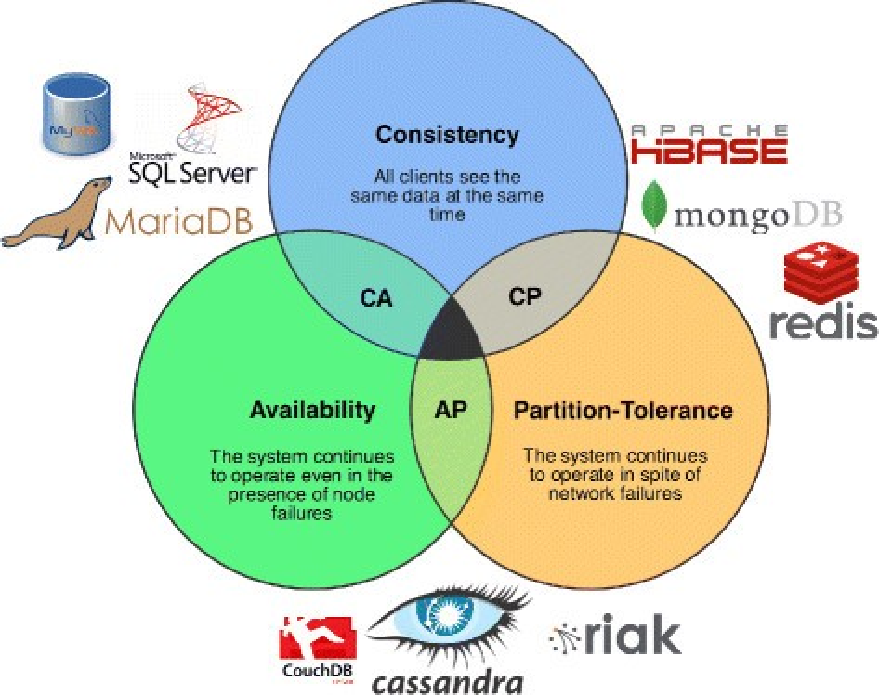 Consistency
All clients see the
same data at the same
time
CA
CP
Availability
The system continues
to operate even in the
presence of node
failures
AP
Partition-Tolerance
The system continues
to operate in spite of
network failures
My
Microsoft®
SQL Server®
MariaDB
APACHE
HBASE
mongoDB
redis
CouchDB
cassandra
riak